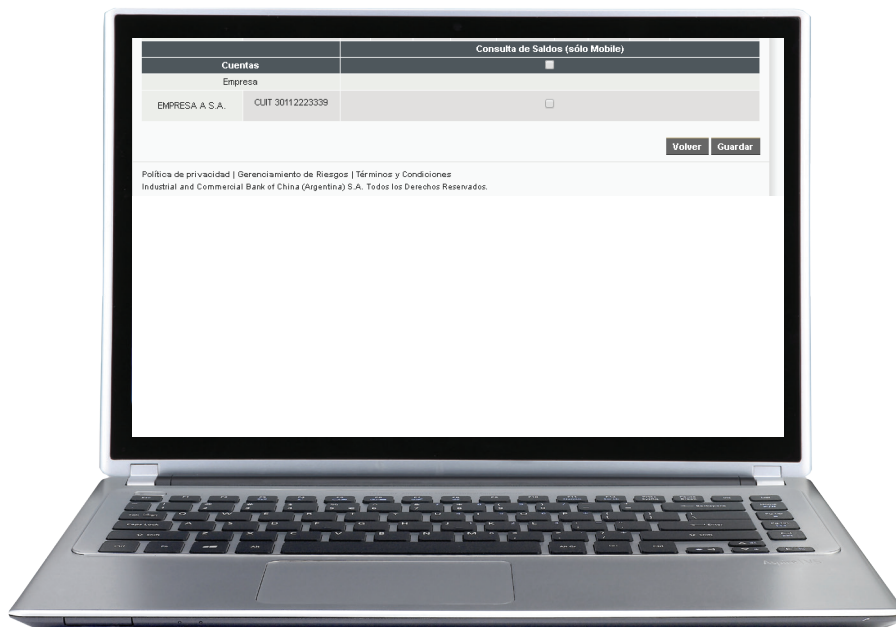 Consulta de Saldos (sólo Mobile)
Cuentas
Empresa
EMPRESA A S.A. CUIT 30112223339
Volver Guardar
Política de privacidad | Gerenciamiento de Riesgos | Términos y Condiciones
Industrial and Commercial Bank of China (Argentina) S.A. Todos los Derechos Reservados.